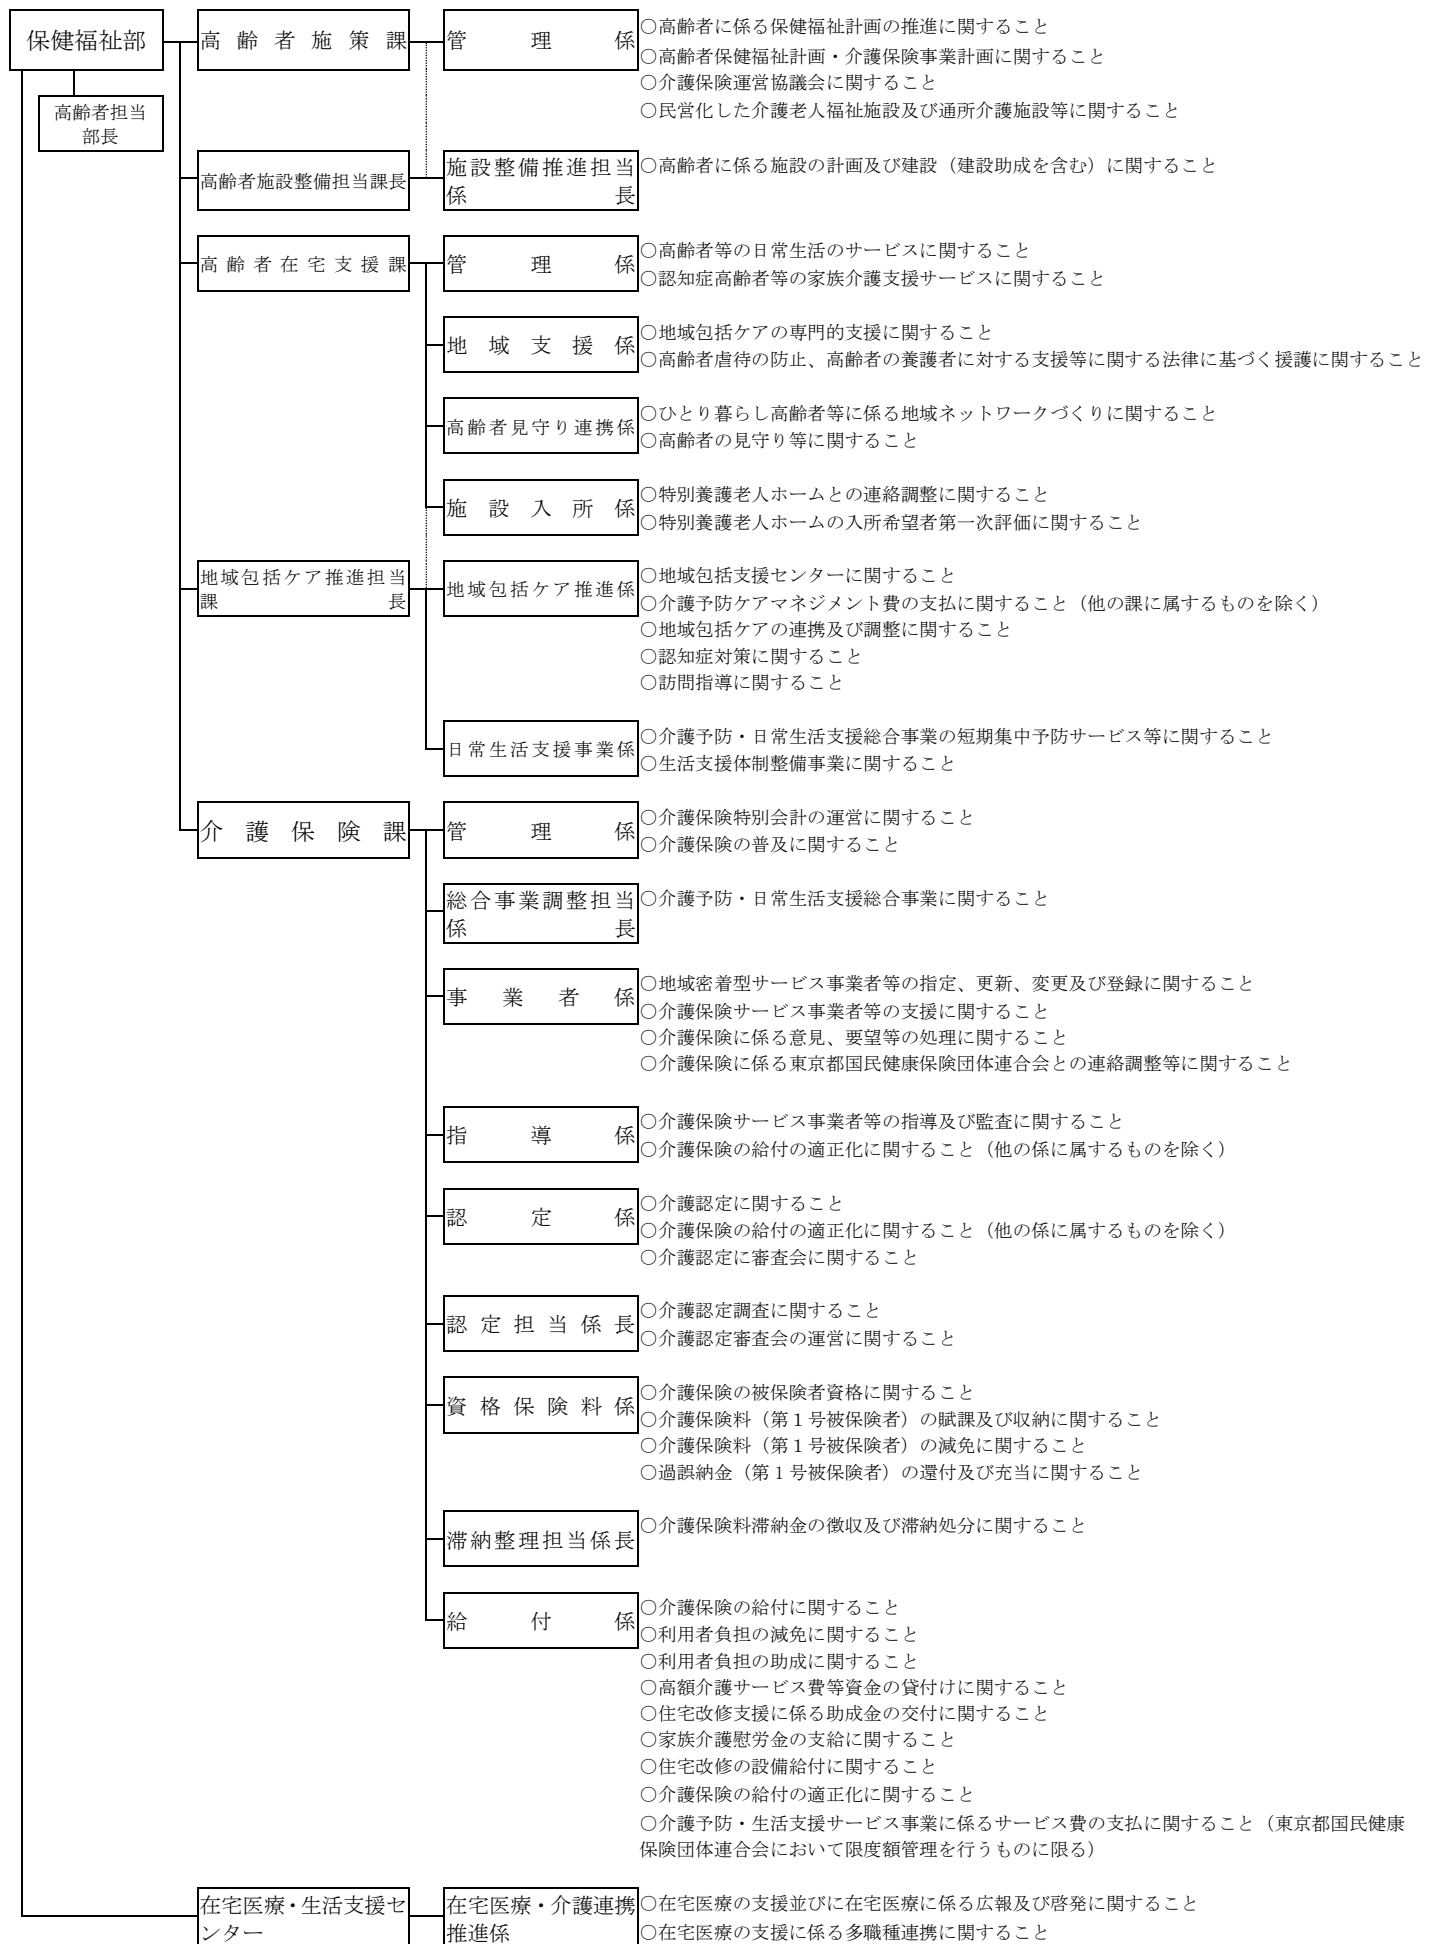 保健福祉部
高齢者担当
部長
高齢者施策課
管理係
○高齢者に係る保健福祉計画の推進に関すること
○高齢者保健福祉計画・介護保険事業計画に関すること
○介護保険運営協議会に関すること
○民営化した介護老人福祉施設及び通所介護施設等に関すること
高齢者施設整備担当課長
施設整備推進担当
係長
○高齢者に係る施設の計画及び建設（建設助成を含む）に関すること
高齢者在宅支援課
管理係
○高齢者等の日常生活のサービスに関すること
○認知症高齢者等の家族介護支援サービスに関すること
地域支援係
○地域包括ケアの専門的支援に関すること
○高齢者虐待の防止、高齢者の養護者に対する支援等に関する法律に基づく援護に関すること
高齢者見守り連携係
○ひとり暮らし高齢者等に係る地域ネットワークづくりに関すること
○高齢者の見守り等に関すること
施設入所係
○特別養護老人ホームとの連絡調整に関すること
○特別養護老人ホームの入所希望者第一次評価に関すること
地域包括ケア推進担当
課長
地域包括ケア推進係
○地域包括支援センターに関すること
○介護予防ケアマネジメント費の支払に関すること（他の課に属するものを除く）
○地域包括ケアの連携及び調整に関すること
○認知症対策に関すること
○訪問指導に関すること
日常生活支援事業係
○介護予防・日常生活支援総合事業の短期集中予防サービス等に関すること
○生活支援体制整備事業に関すること
介護保険課
管理係
○介護保険特別会計の運営に関すること
○介護保険の普及に関すること
総合事業調整担当
係長
○介護予防・日常生活支援総合事業に関すること
事業者係
○地域密着型サービス事業者等の指定、更新、変更及び登録に関すること
○介護保険サービス事業者等の支援に関すること
○介護保険に係る意見、要望等の処理に関すること
○介護保険に係る東京都国民健康保険団体連合会との連絡調整等に関すること
指導係
○介護保険サービス事業者等の指導及び監査に関すること
○介護保険の給付の適正化に関すること（他の係に属するものを除く）
認定係
○介護認定に関すること
○介護保険の給付の適正化に関すること（他の係に属するものを除く）
○介護認定に審査会に関すること
認定担当係長
○介護認定調査に関すること
○介護認定審査会の運営に関すること
資格保険料係
○介護保険の被保険者資格に関すること
○介護保険料（第１号被保険者）の賦課及び収納に関すること
○介護保険料（第１号被保険者）の減免に関すること
○過誤納金（第１号被保険者）の還付及び充当に関すること
滞納整理担当係長
○介護保険料滞納金の徴収及び滞納処分に関すること
給付係
○介護保険の給付に関すること
○利用者負担の減免に関すること
○利用者負担の助成に関すること
○高額介護サービス費等資金の貸付けに関すること
○住宅改修支援に係る助成金の交付に関すること
○家族介護慰労金の支給に関すること
○住宅改修の設備給付に関すること
○介護保険の給付の適正化に関すること
○介護予防・生活支援サービス事業に係るサービス費の支払に関すること（東京都国民健康
保険団体連合会において限度額管理を行うものに限る）
在宅医療・生活支援セ
ンター
在宅医療・介護連携
推進係
○在宅医療の支援並びに在宅医療に係る広報及び啓発に関すること
○在宅医療の支援に係る多職種連携に関すること